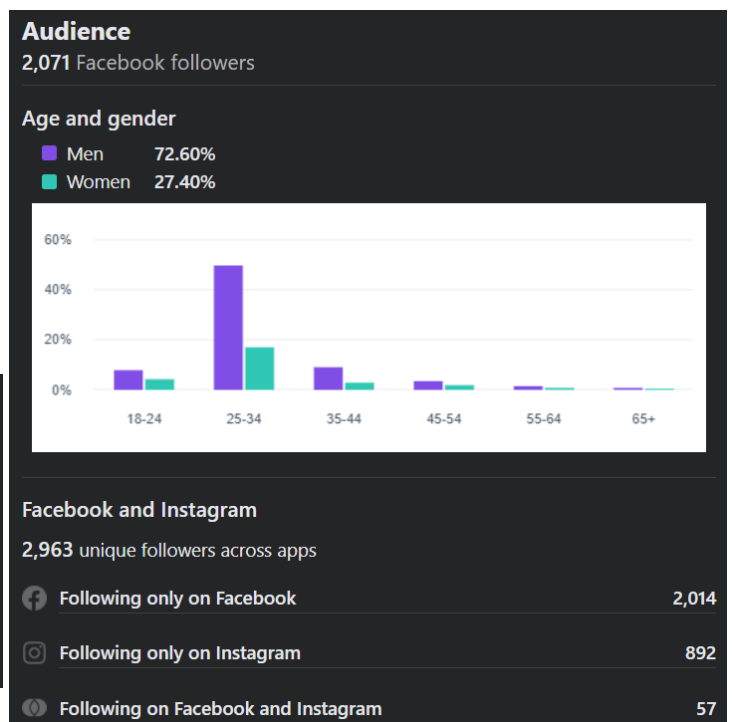 Audience
2,071 Facebook followers
Age and gender
Men 72.60%
Women 27.40%
60%
40%
20%
0%
18-24 25-34 35-44 45-54 55-64 65+
Facebook and Instagram
2,963 unique followers across apps
Following only on Facebook 2,014
Following only on Instagram 892
Following on Facebook and Instagram 57